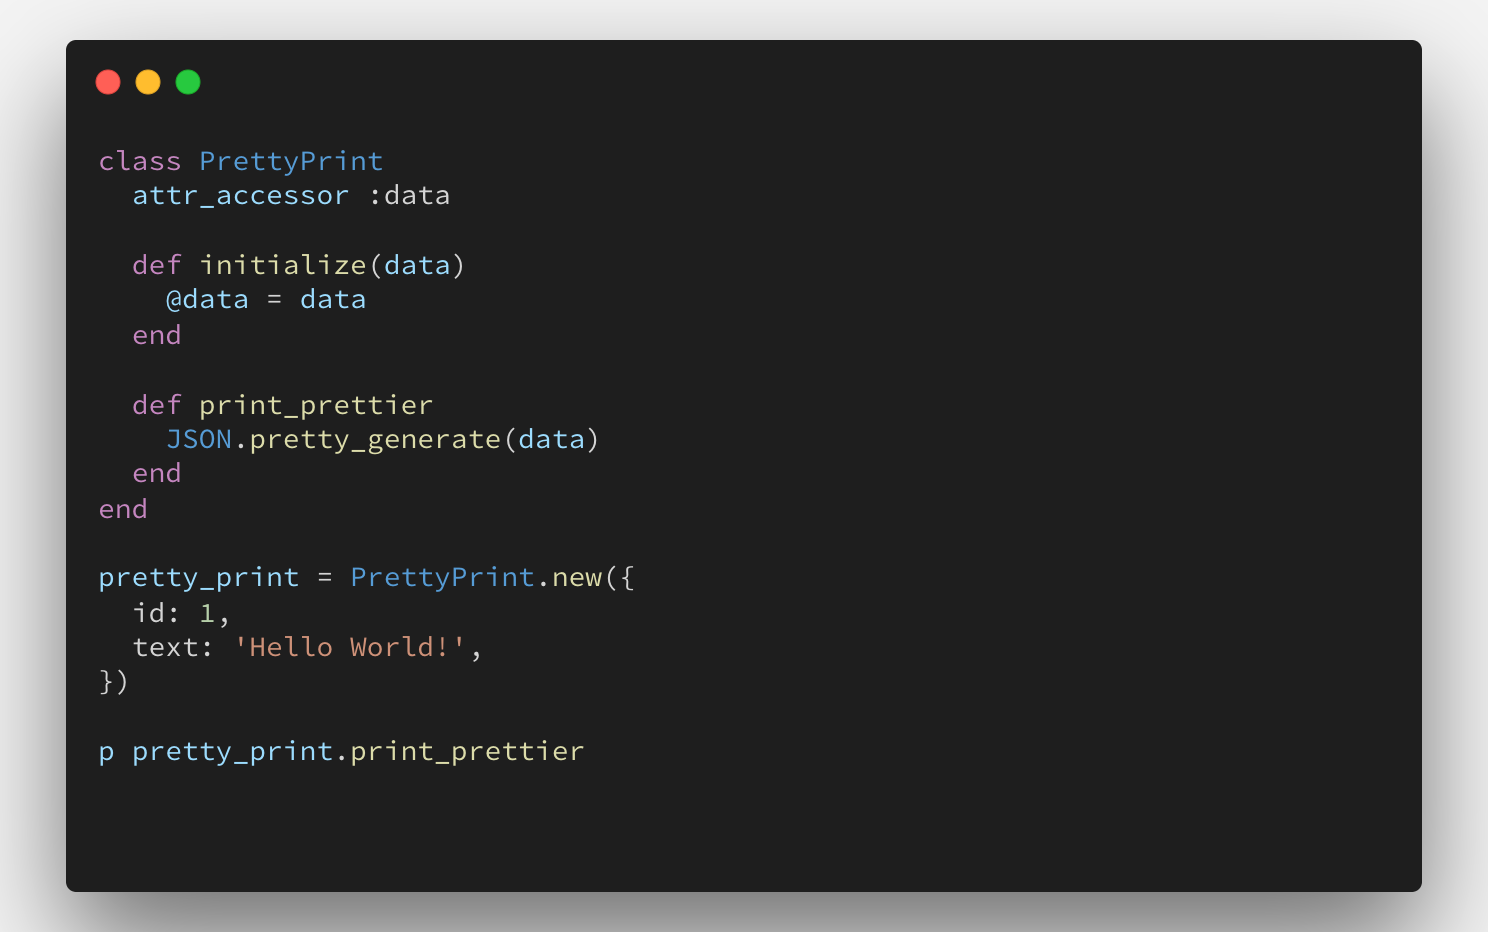 class PrettyPrint
  attr_accessor :data

  def initialize(data)
    @data = data
  end

  def print_prettier
    JSON.pretty_generate(data)
  end
end

pretty_print = PrettyPrint.new({
  id: 1,
  text: 'Hello World!',
})

p pretty_print.print_prettier